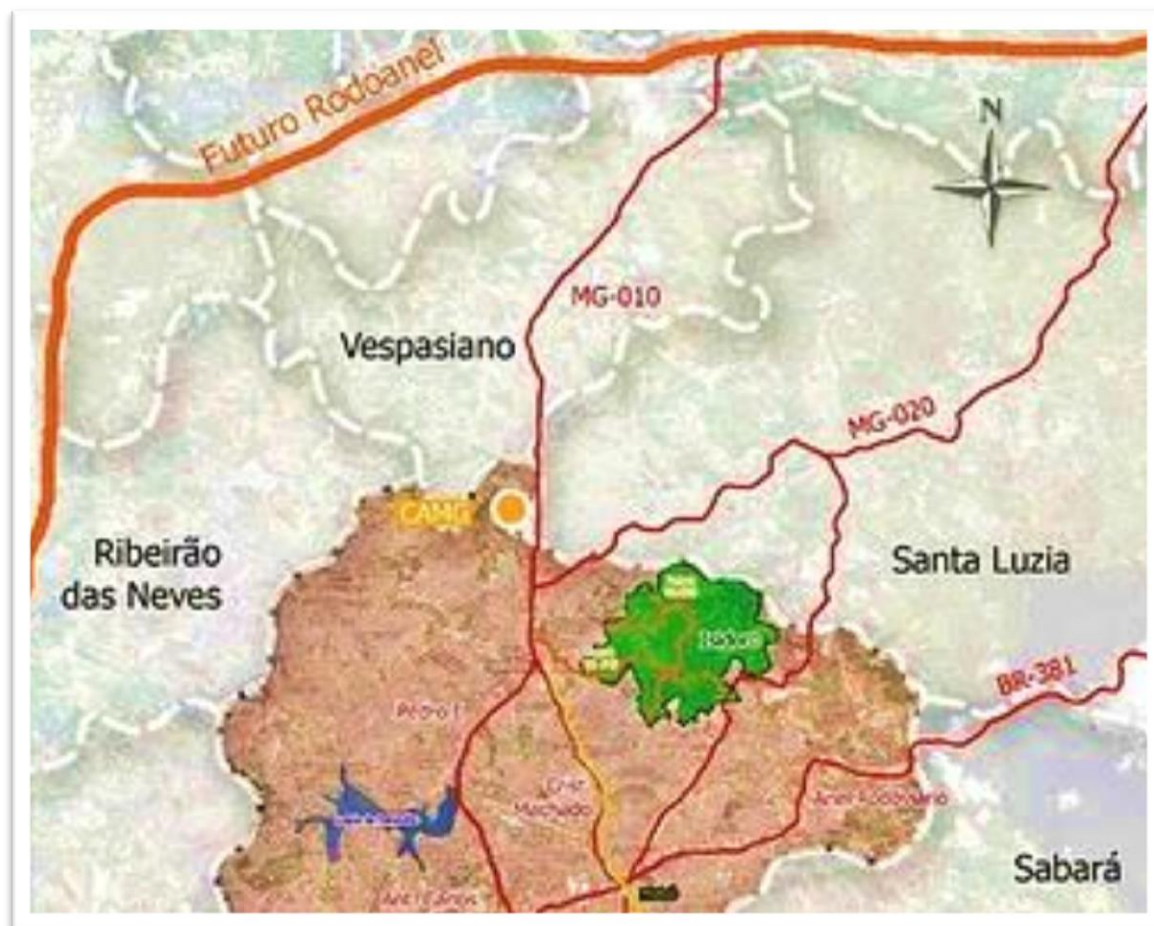 Futuro Rodoanel
N
MG-010
Vespasiano
MG-020
CAMG
Ribeirão
das Neves
Santa Luzia
BR-381
Pedro I
Machado
Anel Rodoviário
Sabará